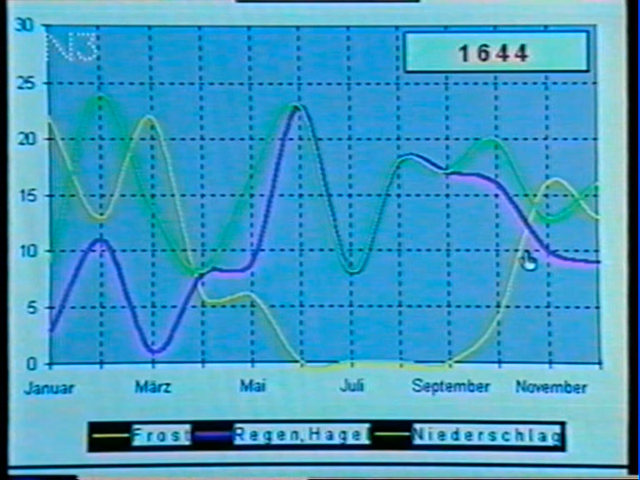 30
N3
1644
25
20
15
10
5
0
Januar März Mai Juli September November
Frost Regen,Hagel Niederschlag